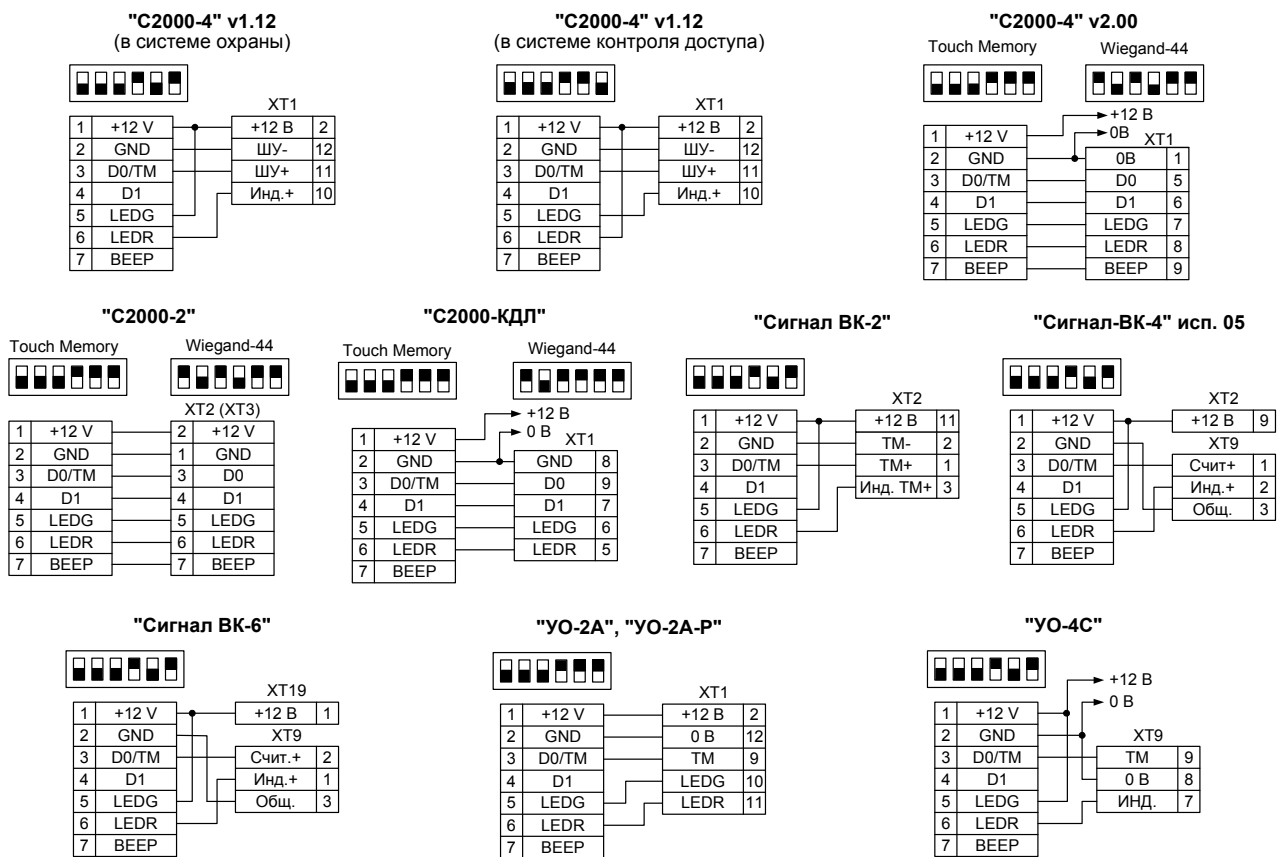 "С2000-4" v1.12
(в системе охраны)
XT1
1 +12 V +12 В 2
2 GND ШУ- 12
3 D0/TM ШУ+ 11
4 D1 Инд.+ 10
5 LEDG
6 LEDR
7 BEEP
"С2000-4" v1.12
(в системе контроля доступа)
XT1
1 +12 V +12 В 2
2 GND ШУ- 12
3 D0/TM ШУ+ 11
4 D1 Инд.+ 10
5 LEDG
6 LEDR
7 BEEP
"С2000-4" v2.00
Touch Memory Wiegand-44
+12 В
0В XT1
1 +12 V
2 GND 0В 1
3 D0/TM D0 5
4 D1 D1 6
5 LEDG LEDG 7
6 LEDR LEDR 8
7 BEEP BEEP 9
"С2000-2"
Touch Memory Wiegand-44
XT2 (XT3)
1 +12 V 2 +12 V
2 GND 1 GND
3 D0/TM 3 D0
4 D1 4 D1
5 LEDG 5 LEDG
6 LEDR 6 LEDR
7 BEEP 7 BEEP
"С2000-КДЛ"
Touch Memory Wiegand-44
+12 В
0 В XT1
1 +12 V
2 GND GND 8
3 D0/TM D0 9
4 D1 D1 7
5 LEDG LEDG 6
6 LEDR LEDR 5
7 BEEP
"Сигнал ВК-2"
XT2
1 +12 V +12 В 11
2 GND TM- 2
3 D0/TM TM+ 1
4 D1 Инд. TM+ 3
5 LEDG
6 LEDR
7 BEEP
"Сигнал-ВК-4" исп. 05
XT2
1 +12 V +12 В 9
2 GND XT9
3 D0/TM Счит+ 1
4 D1 Инд.+ 2
5 LEDG Общ. 3
6 LEDR
7 BEEP
"Сигнал ВК-6"
XT19
1 +12 V +12 В 1
2 GND XT9
3 D0/TM Счит.+ 2
4 D1 Инд.+ 1
5 LEDG Общ. 3
6 LEDR
7 BEEP
"УО-2А", "УО-2А-Р"
XT1
1 +12 V +12 В 2
2 GND 0 В 12
3 D0/TM TM 9
4 D1 LEDG 10
5 LEDG LEDR 11
6 LEDR
7 BEEP
"УО-4С"
+12 В
0 В
1 +12 V
2 GND XT9
3 D0/TM TM 9
4 D1 0 В 8
5 LEDG ИНД. 7
6 LEDR
7 BEEP